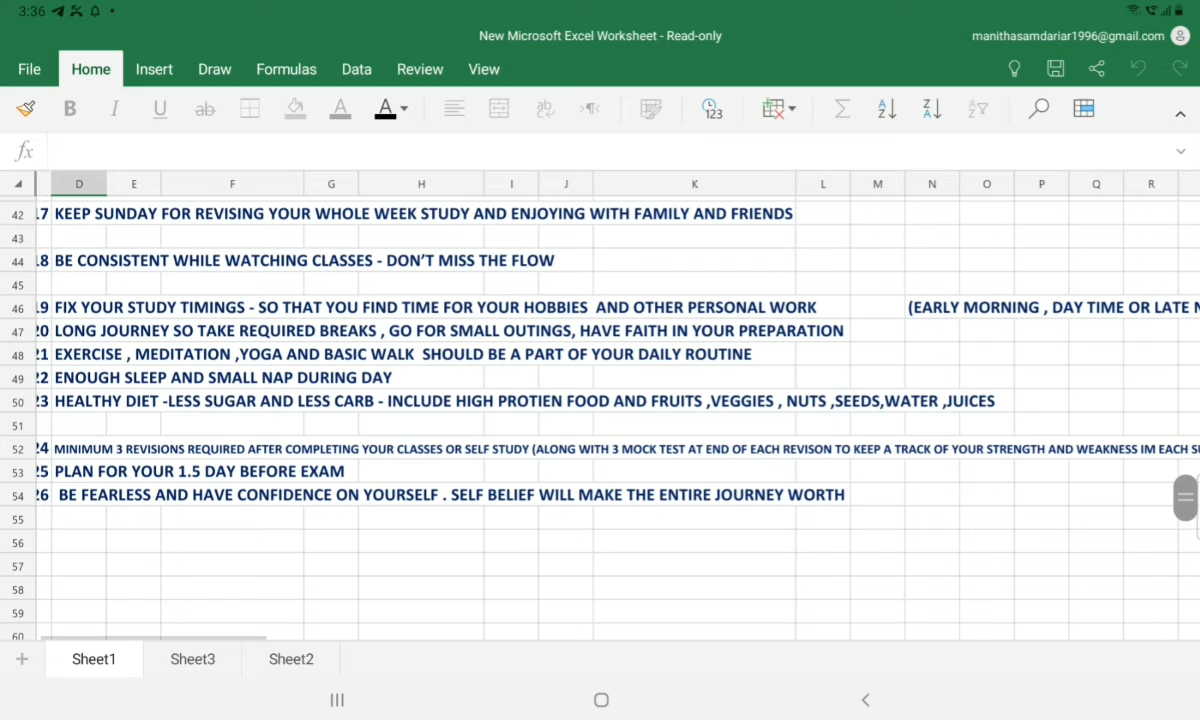 3:36
New Microsoft Excel Worksheet - Read-only
manithasamdariar1996@gmail.com
File Home Insert Draw Formulas Data Review View
B I U ab A A ab 123 A Z Z A A Z
fx
D E F G H I J K L M N O P Q R
42 17 KEEP SUNDAY FOR REVISING YOUR WHOLE WEEK STUDY AND ENJOYING WITH FAMILY AND FRIENDS
43
44 18 BE CONSISTENT WHILE WATCHING CLASSES - DON’T MISS THE FLOW
45
46 19 FIX YOUR STUDY TIMINGS - SO THAT YOU FIND TIME FOR YOUR HOBBIES AND OTHER PERSONAL WORK (EARLY MORNING , DAY TIME OR LATE
47 20 LONG JOURNEY SO TAKE REQUIRED BREAKS , GO FOR SMALL OUTINGS, HAVE FAITH IN YOUR PREPARATION
48 21 EXERCISE , MEDITATION ,YOGA AND BASIC WALK SHOULD BE A PART OF YOUR DAILY ROUTINE
49 22 ENOUGH SLEEP AND SMALL NAP DURING DAY
50 23 HEALTHY DIET -LESS SUGAR AND LESS CARB - INCLUDE HIGH PROTIEN FOOD AND FRUITS ,VEGGIES , NUTS ,SEEDS,WATER ,JUICES
51
52 24 MINIMUM 3 REVISIONS REQUIRED AFTER COMPLETING YOUR CLASSES OR SELF STUDY (ALONG WITH 3 MOCK TEST AT END OF EACH REVISON TO KEEP A TRACK OF YOUR STRENGTH AND WEAKNESS IM EACH
53 25 PLAN FOR YOUR 1.5 DAY BEFORE EXAM
54 26 BE FEARLESS AND HAVE CONFIDENCE ON YOURSELF . SELF BELIEF WILL MAKE THE ENTIRE JOURNEY WORTH
55
56
57
58
59
60
Sheet1 Sheet3 Sheet2